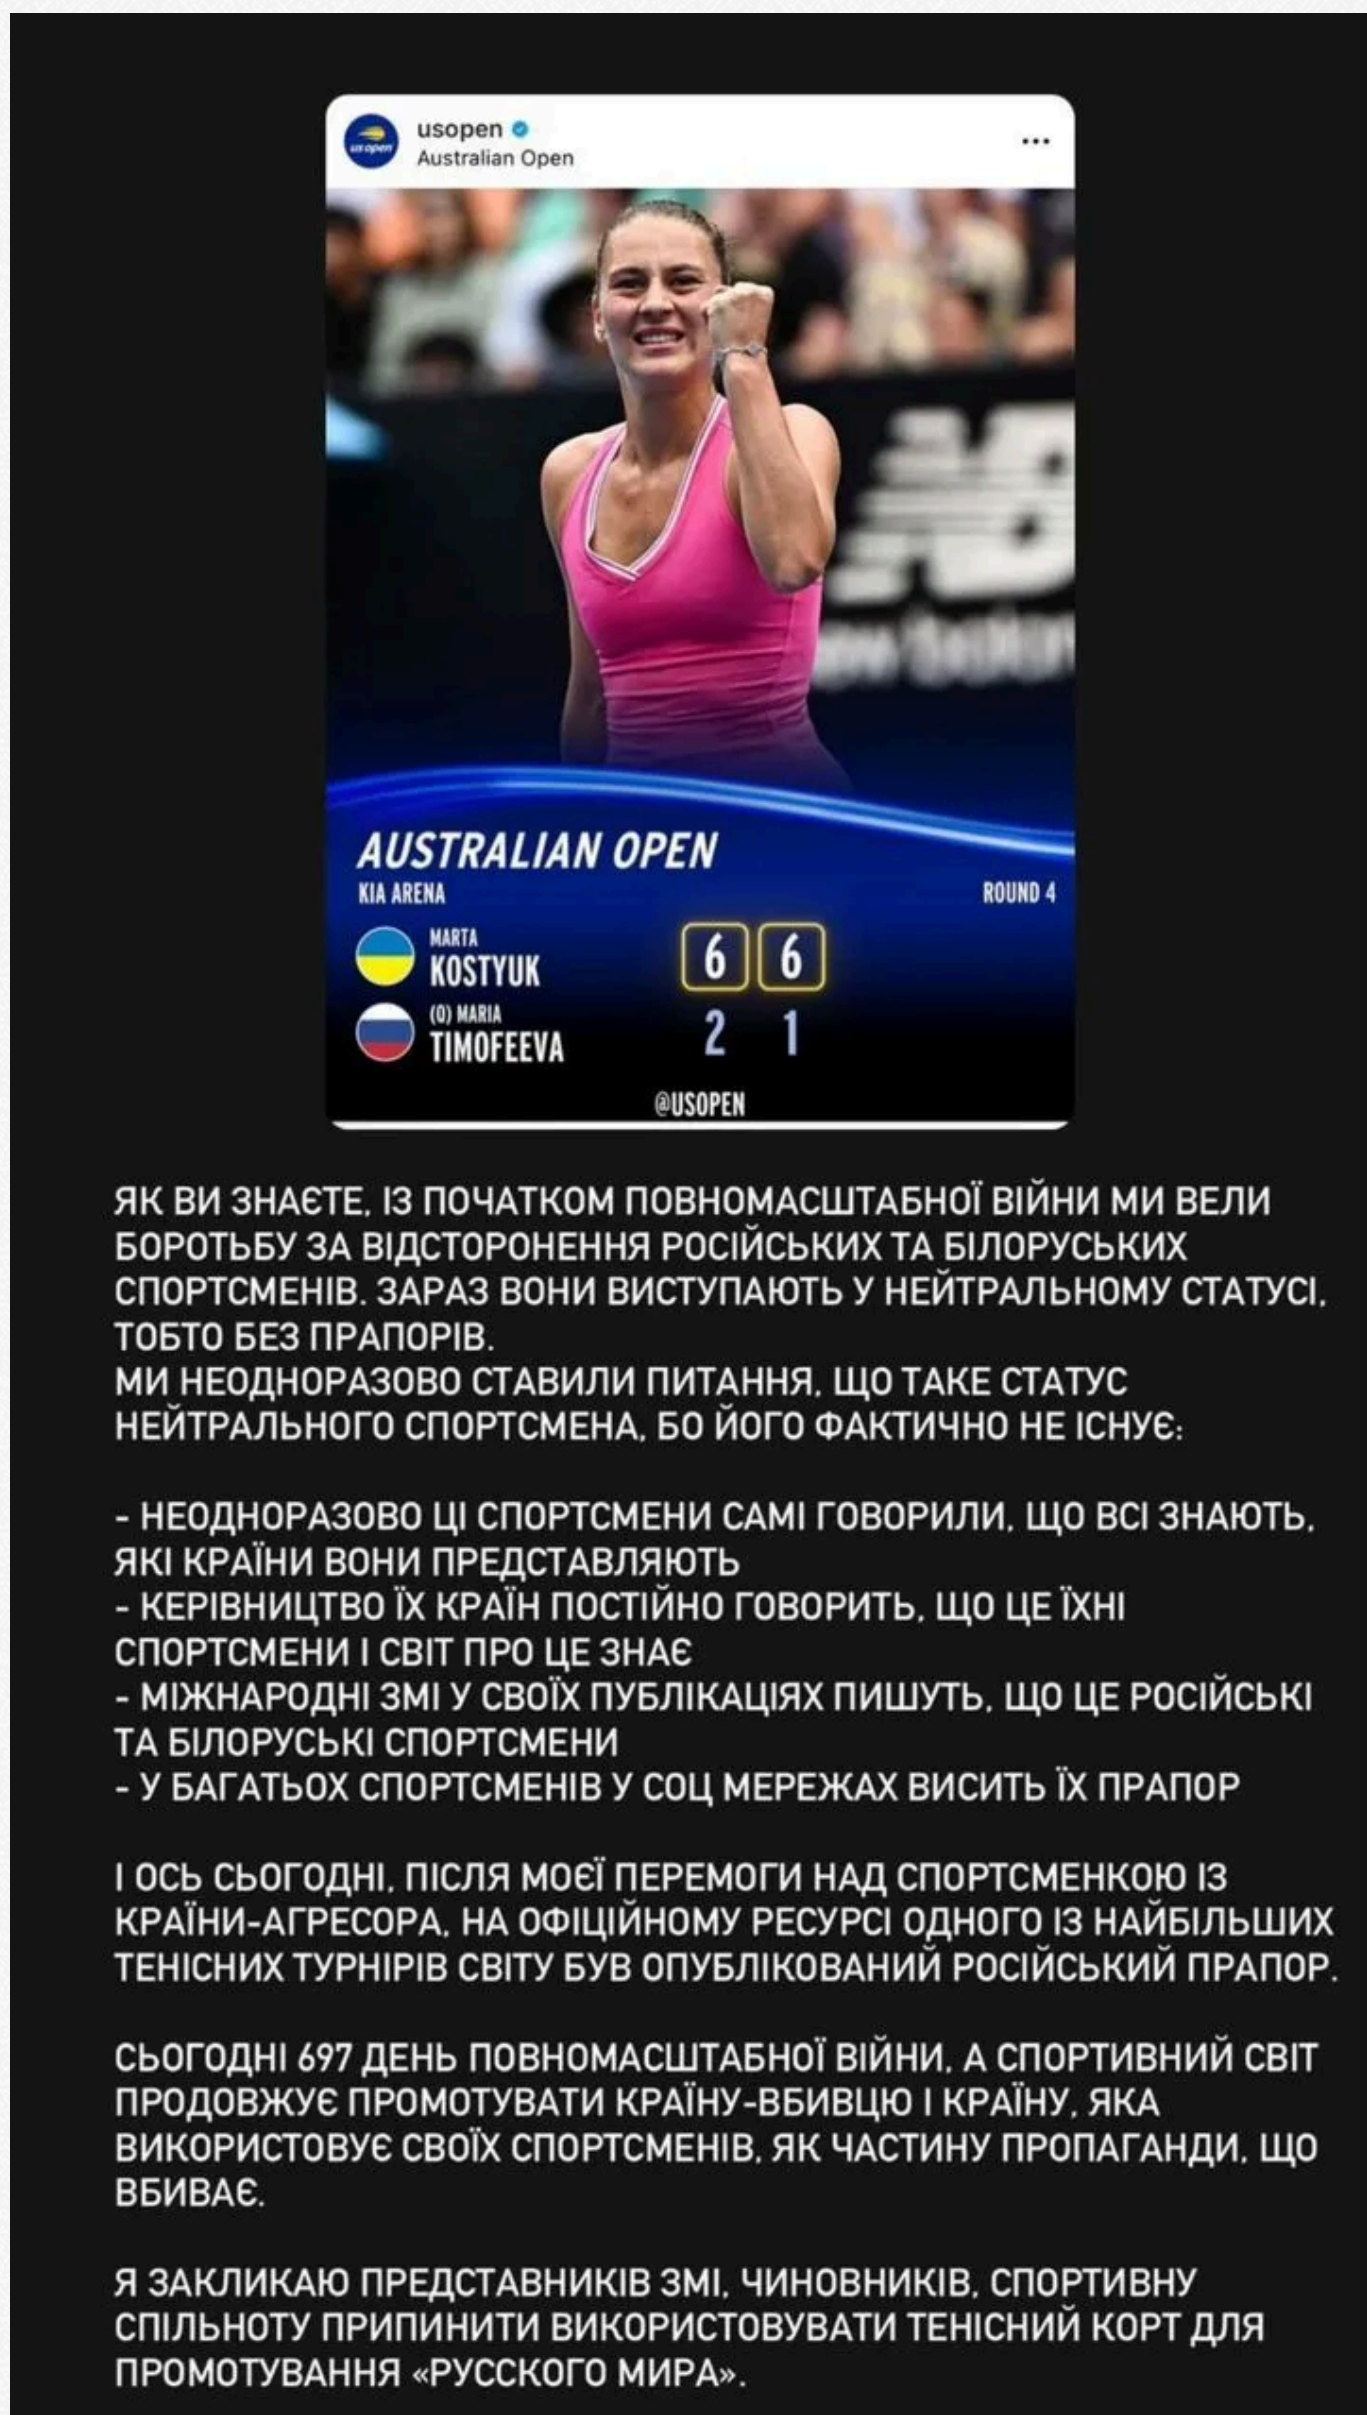 usopen
us open
Australian Open
AUSTRALIAN OPEN
KIA ARENA
ROUND 4
MARTA
KOSTYUK
6 6
(Q) MARIA
TIMOFEEVA
2 1
@USOPEN
ЯК ВИ ЗНАЄТЕ, ІЗ ПОЧАТКОМ ПОВНОМАСШТАБНОЇ ВІЙНИ МИ ВЕЛИ
БОРОТЬБУ ЗА ВІДСТОРОНЕННЯ РОСІЙСЬКИХ ТА БІЛОРУСЬКИХ
СПОРТСМЕНІВ. ЗАРАЗ ВОНИ ВИСТУПАЮТЬ У НЕЙТРАЛЬНОМУ СТАТУСІ,
ТОБТО БЕЗ ПРАПОРІВ.
МИ НЕОДНОРАЗОВО СТАВИЛИ ПИТАННЯ, ЩО ТАКЕ СТАТУС
НЕЙТРАЛЬНОГО СПОРТСМЕНА, БО ЙОГО ФАКТИЧНО НЕ ІСНУЄ:
- НЕОДНОРАЗОВО ЦІ СПОРТСМЕНИ САМІ ГОВОРИЛИ, ЩО ВСІ ЗНАЮТЬ,
ЯКІ КРАЇНИ ВОНИ ПРЕДСТАВЛЯЮТЬ
- КЕРІВНИЦТВО ЇХ КРАЇН ПОСТІЙНО ГОВОРИТЬ, ЩО ЦЕ ЇХНІ
СПОРТСМЕНИ І СВІТ ПРО ЦЕ ЗНАЄ
- МІЖНАРОДНІ ЗМІ У СВОЇХ ПУБЛІКАЦІЯХ ПИШУТЬ, ЩО ЦЕ РОСІЙСЬКІ
ТА БІЛОРУСЬКІ СПОРТСМЕНИ
- У БАГАТЬОХ СПОРТСМЕНІВ У СОЦ МЕРЕЖАХ ВИСИТЬ ЇХ ПРАПОР
І ОСЬ СЬОГОДНІ, ПІСЛЯ МОЄЇ ПЕРЕМОГИ НАД СПОРТСМЕНКОЮ ІЗ
КРАЇНИ-АГРЕСОРА, НА ОФІЦІЙНОМУ РЕСУРСІ ОДНОГО ІЗ НАЙБІЛЬШИХ
ТЕНІСНИХ ТУРНІРІВ СВІТУ БУВ ОПУБЛІКОВАНИЙ РОСІЙСЬКИЙ ПРАПОР.
СЬОГОДНІ 697 ДЕНЬ ПОВНОМАСШТАБНОЇ ВІЙНИ, А СПОРТИВНИЙ СВІТ
ПРОДОВЖУЄ ПРОМОТУВАТИ КРАЇНУ-ВБИВЦЮ І КРАЇНУ, ЯКА
ВИКОРИСТОВУЄ СВОЇХ СПОРТСМЕНІВ, ЯК ЧАСТИНУ ПРОПАГАНДИ, ЩО
ВБИВАЄ.
Я ЗАКЛИКАЮ ПРЕДСТАВНИКІВ ЗМІ, ЧИНОВНИКІВ, СПОРТИВНУ
СПІЛЬНОТУ ПРИПИНИТИ ВИКОРИСТОВУВАТИ ТЕНІСНИЙ КОРТ ДЛЯ
ПРОМОТУВАННЯ «РУССКОГО МИРА».